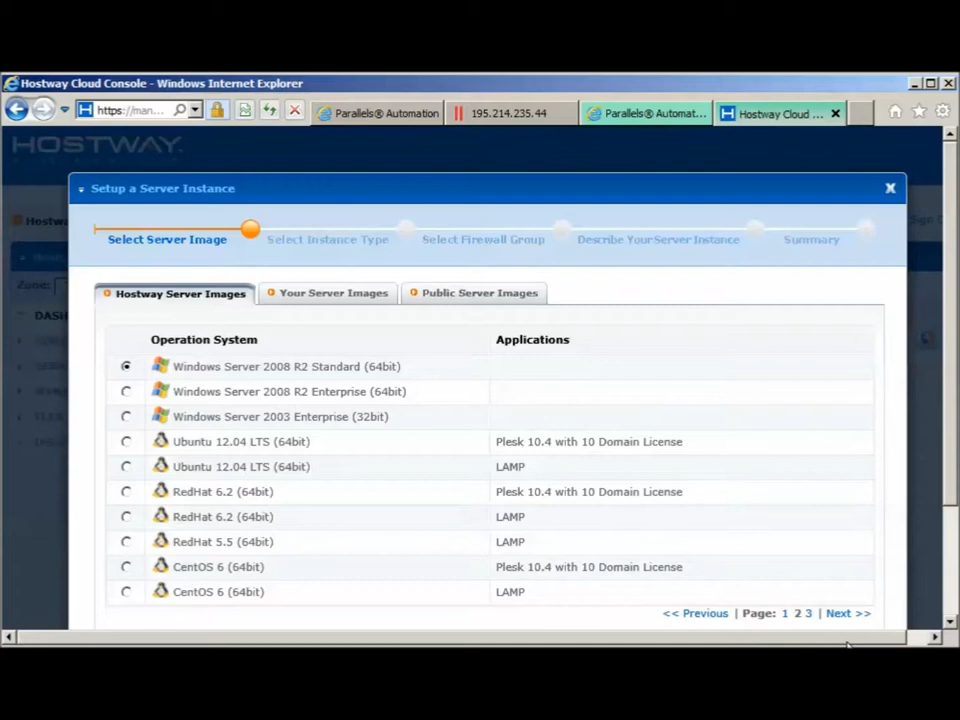 Hostway Cloud Console - Windows Internet Explorer
https://man...
Parallels® Automation
195.214.235.44
Parallels® Automat...
Hostway Cloud ...
HOSTWAY.
Hostw
Setup a Server Instance
X
Select Server Image
Select Instance Type
Select Firewall Group
Describe Your Server Instance
Summary
Zone:
DASH
Hostway Server Images
Your Server Images
Public Server Images
Operation System Applications
Windows Server 2008 R2 Standard (64bit)
Windows Server 2008 R2 Enterprise (64bit)
Windows Server 2003 Enterprise (32bit)
Ubuntu 12.04 LTS (64bit) Plesk 10.4 with 10 Domain License
Ubuntu 12.04 LTS (64bit) LAMP
RedHat 6.2 (64bit) Plesk 10.4 with 10 Domain License
RedHat 6.2 (64bit) LAMP
RedHat 5.5 (64bit) LAMP
CentOS 6 (64bit) Plesk 10.4 with 10 Domain License
CentOS 6 (64bit) LAMP
<< Previous | Page: 1 2 3 | Next >>